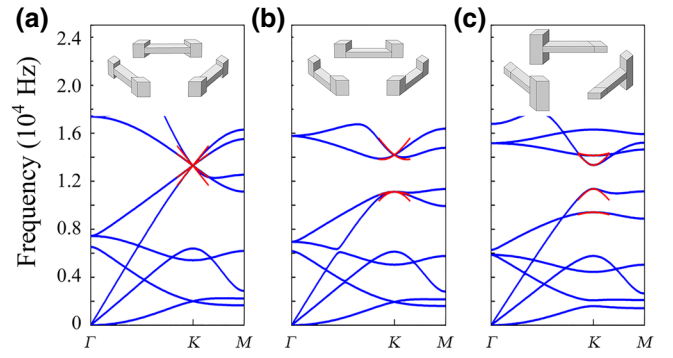 (a) (b) (c)
2.4
2.0
1.6
1.2
0.8
0.4
0
Frequency (10⁴ Hz)
Γ K M Γ K M Γ K M